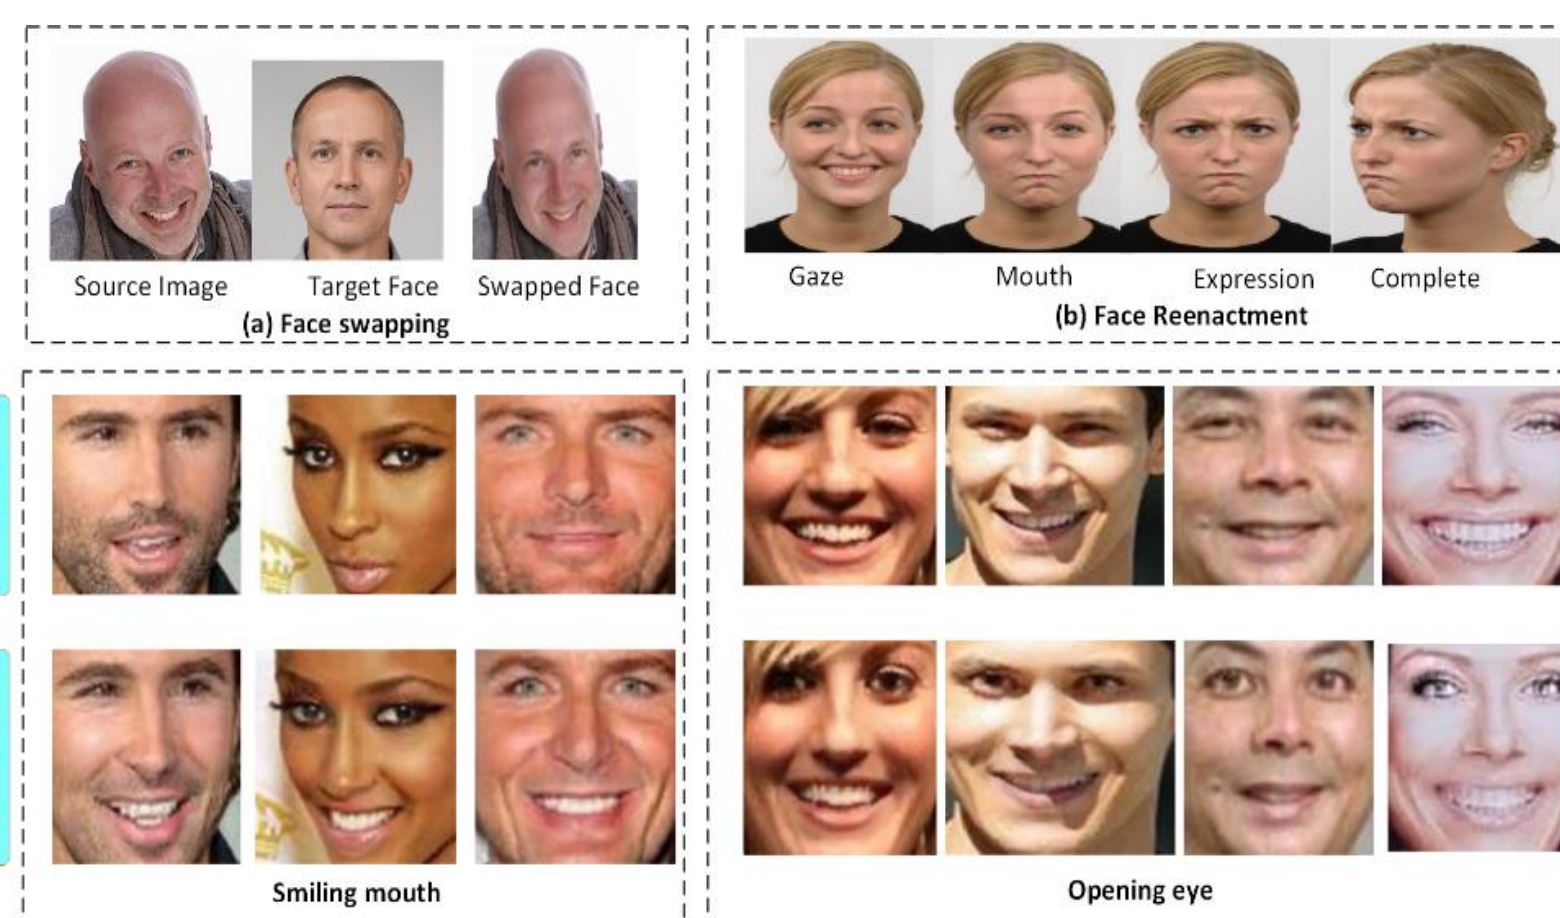 Source Image Target Face Swapped Face
(a) Face swapping
Gaze Mouth Expression Complete
(b) Face Reenactment
Smiling mouth
Opening eye